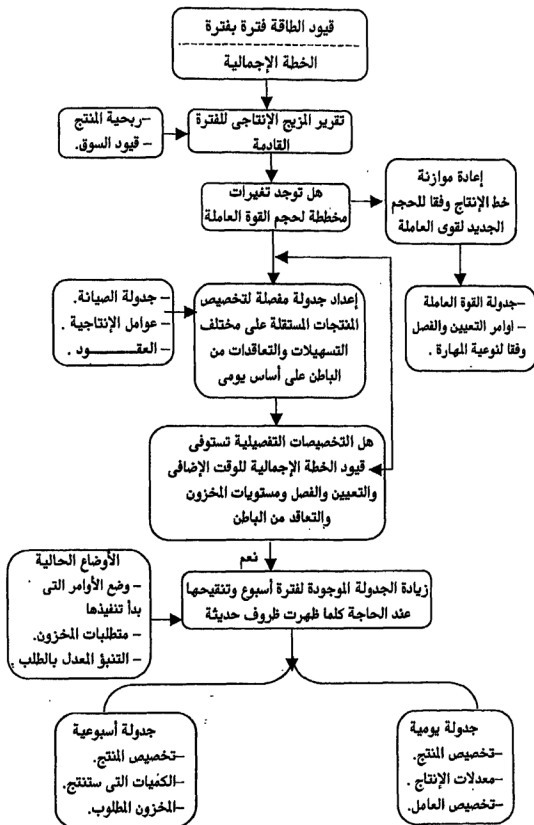 قيود الطاقة فترة بفترة
الخطة الإجمالية
تقرير المزيج الإنتاجى للفترة
القادمة
–ربحية المنتج
– قيود السوق.
هل توجد تغيرات
مخططة لحجم القوة العاملة
إعادة موازنة
خط الإنتاج وفقا للحجم
الجديد لقوى العاملة
–جدولة القوة العاملة
– اوامر التعيين والفصل
وفقا لنوعية المهارة .
إعداد جدولة مفصلة لتخصيص
المنتجات المستقلة على مختلف
التسهيلات والتعاقدات من
الباطن على أساس يومى
– جدولة الصيانة.
– عوامل الإنتاجية .
– العقـــــود .
هل التخصيصات التفصيلية تستوفى
قيود الخطة الإجمالية للوقت الإضافى
والتعيين والفصل ومستويات المخزون
والتعاقد من الباطن
نعم
زيادة الجدولة الموجودة لفترة أسبوع وتنقيحها
عند الحاجة كلما ظهرت ظروف حديثة
الأوضاع الحالية
– وضع الأوامر التى
بدأ تنفيذها
– متطلبات المخزون.
– التنبؤ المعدل بالطلب .
جدولة يومية
–تخصيص المنتج.
–معدلات الإنتاج .
–تخصيص العامل.
جدولة أسبوعية
–تخصيص المنتج.
–الكميات التى ستنتج.
–المخزون المطلوب.